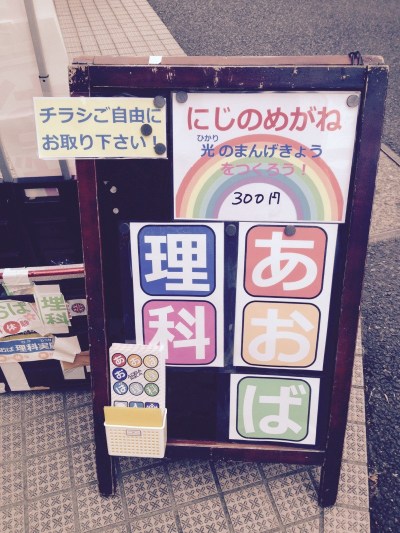 チラシご自由に
お取り下さい！
にじのめがね
ひかり
光のまんげきょう
をつくろう！
300円
あおば
理科
理科